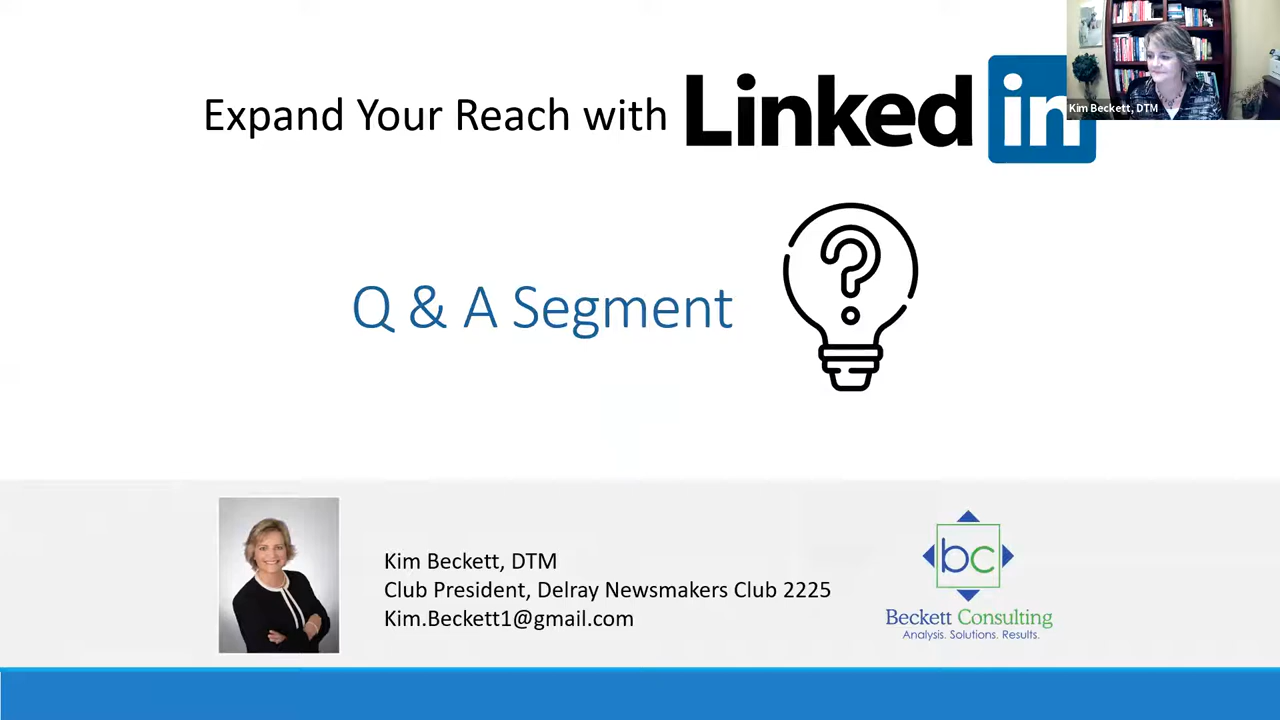 Expand Your Reach with Linked in
Kim Beckett, DTM
Q & A Segment
?
Kim Beckett, DTM
Club President, Delray Newsmakers Club 2225
Kim.Beckett1@gmail.com
bc
Beckett Consulting
Analysis. Solutions. Results.